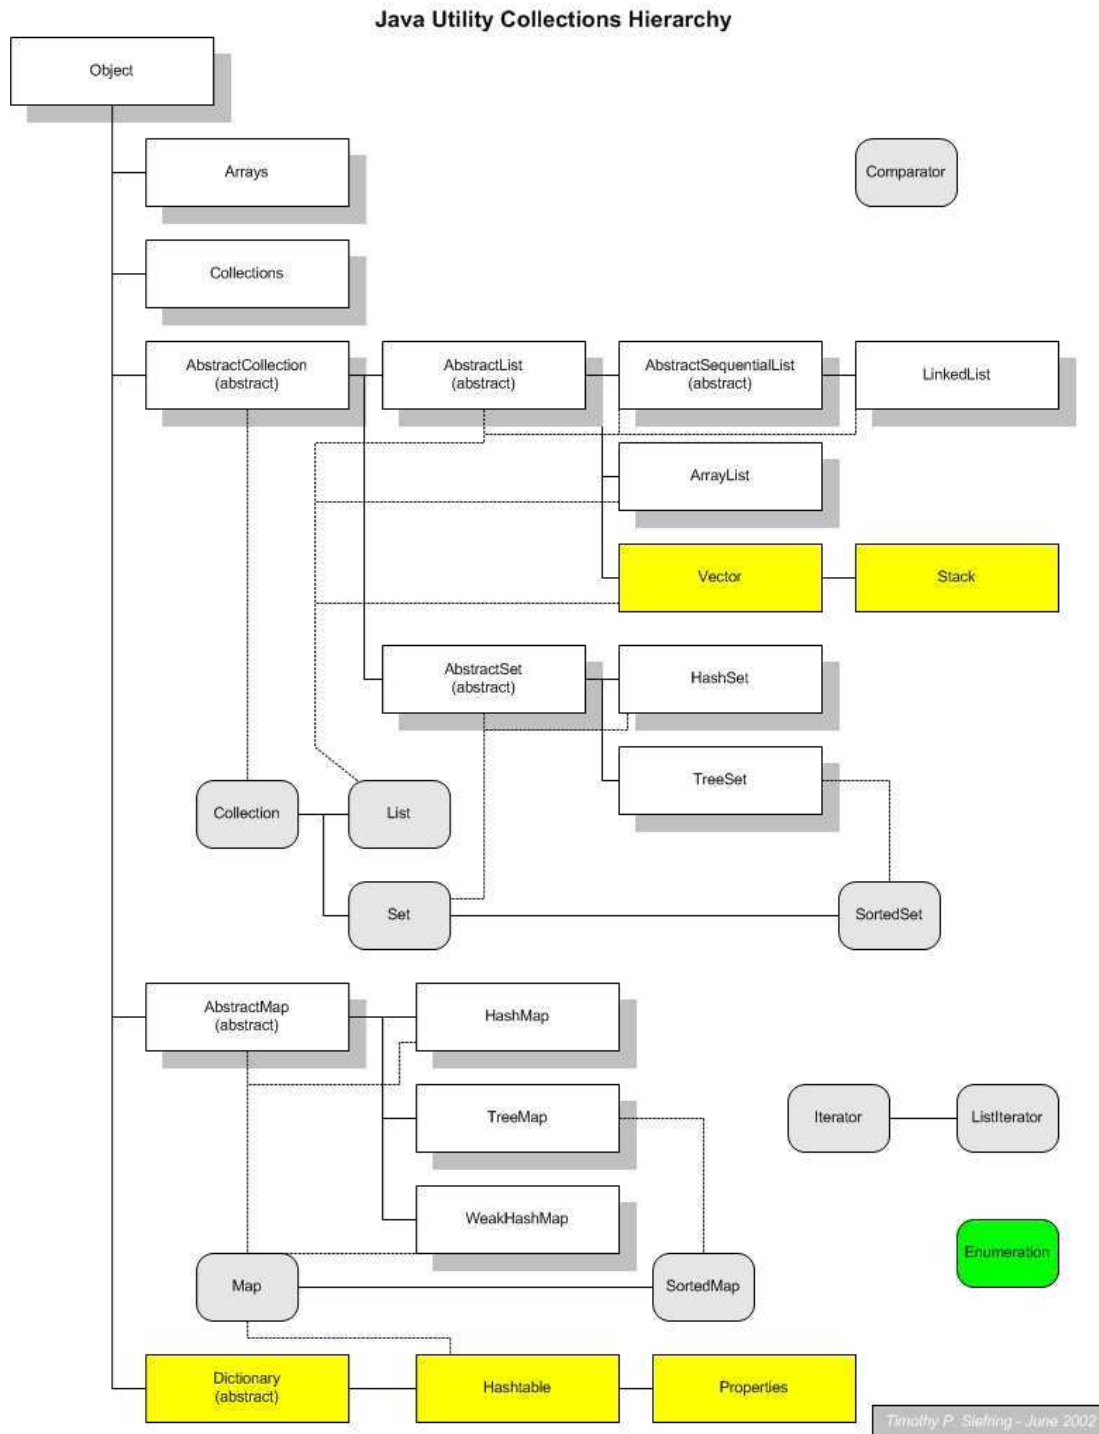 Java Utility Collections Hierarchy
Object
Arrays
Comparator
Collections
AbstractCollection
(abstract)
AbstractList
(abstract)
AbstractSequentialList
(abstract)
LinkedList
ArrayList
Vector
Stack
AbstractSet
(abstract)
HashSet
TreeSet
Collection
List
Set
SortedSet
AbstractMap
(abstract)
HashMap
TreeMap
Iterator
ListIterator
WeakHashMap
Enumeration
Map
SortedMap
Dictionary
(abstract)
Hashtable
Properties
Timothy P. Siefring - June 2002